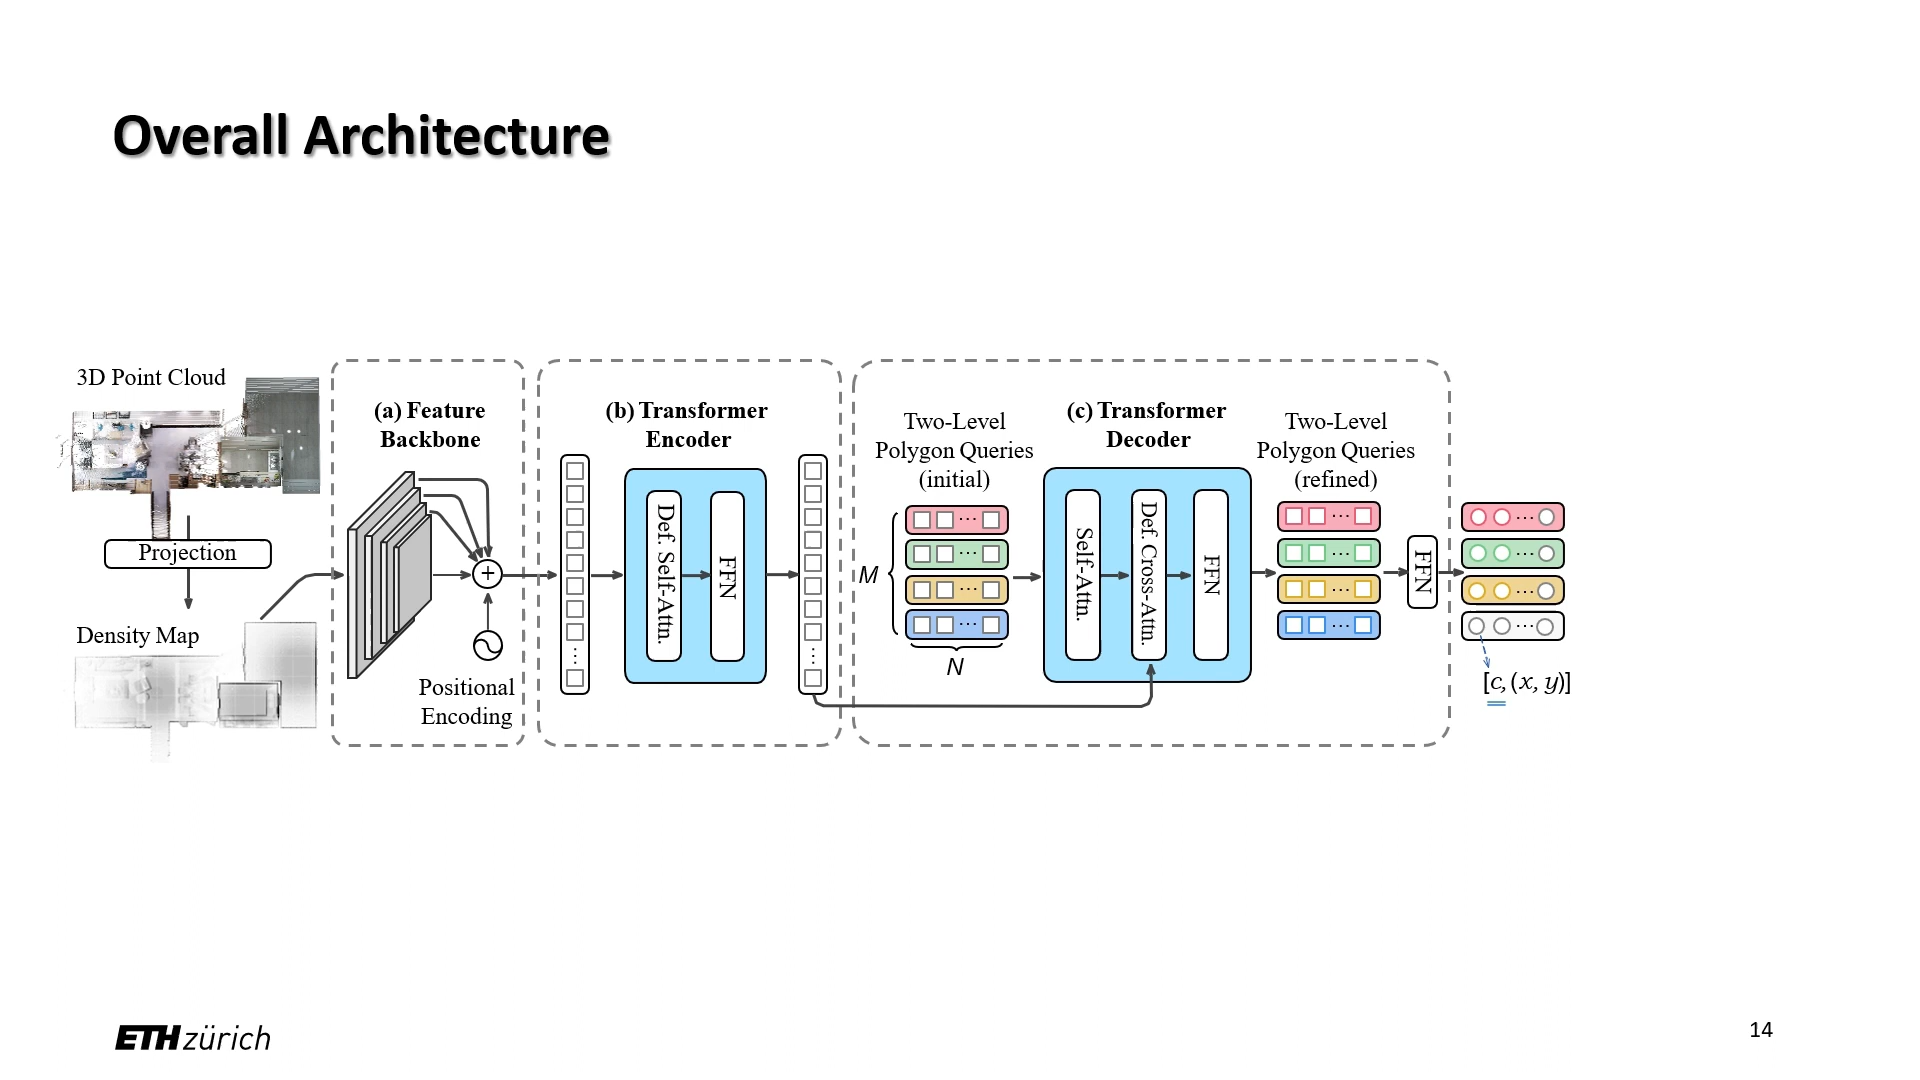 Overall Architecture
3D Point Cloud
Projection
Density Map
(a) Feature
Backbone
+
Positional
Encoding
(b) Transformer
Encoder
Def. Self-Attn.
FFN
...
...
Two-Level
Polygon Queries
(initial)
M
...
...
...
...
N
(c) Transformer
Decoder
Self-Attn.
Def. Cross-Attn.
FFN
Two-Level
Polygon Queries
(refined)
...
...
...
...
FFN
...
...
...
...
[c, (x, y)]
ETH zürich
14